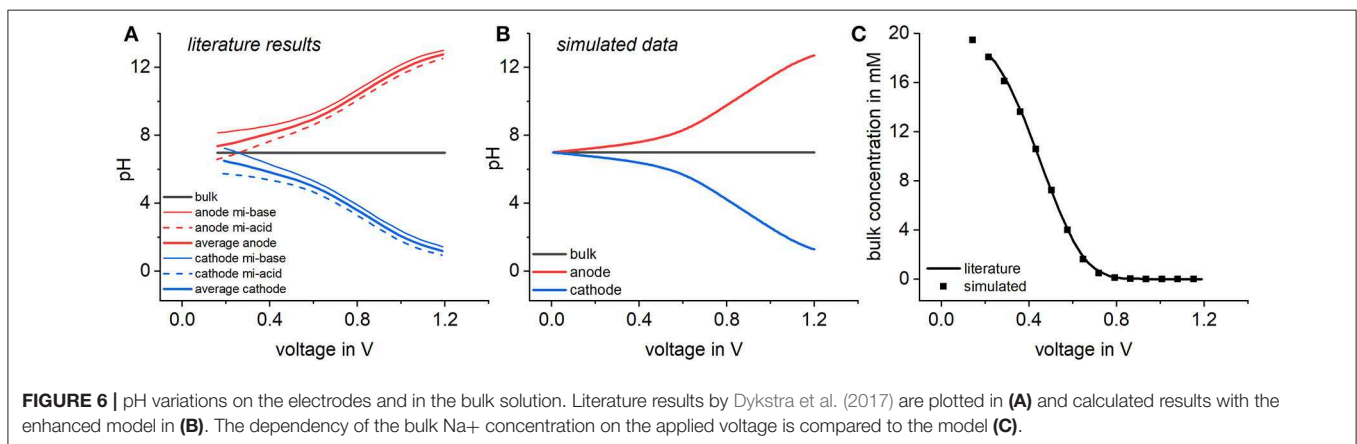 A
literature results
12
8
4
0
pH
bulk
anode mi-base
anode mi-acid
average anode
cathode mi-base
cathode mi-acid
average cathode
0.0 0.4 0.8 1.2
voltage in V
B
simulated data
12
8
4
0
pH
bulk
anode
cathode
0.0 0.4 0.8 1.2
voltage in V
C
20
16
12
8
4
0
bulk concentration in mM
literature
simulated
0.0 0.4 0.8 1.2
voltage in V
FIGURE 6 | pH variations on the electrodes and in the bulk solution. Literature results by Dykstra et al. (2017) are plotted in (A) and calculated results with the
enhanced model in (B). The dependency of the bulk Na+ concentration on the applied voltage is compared to the model (C).